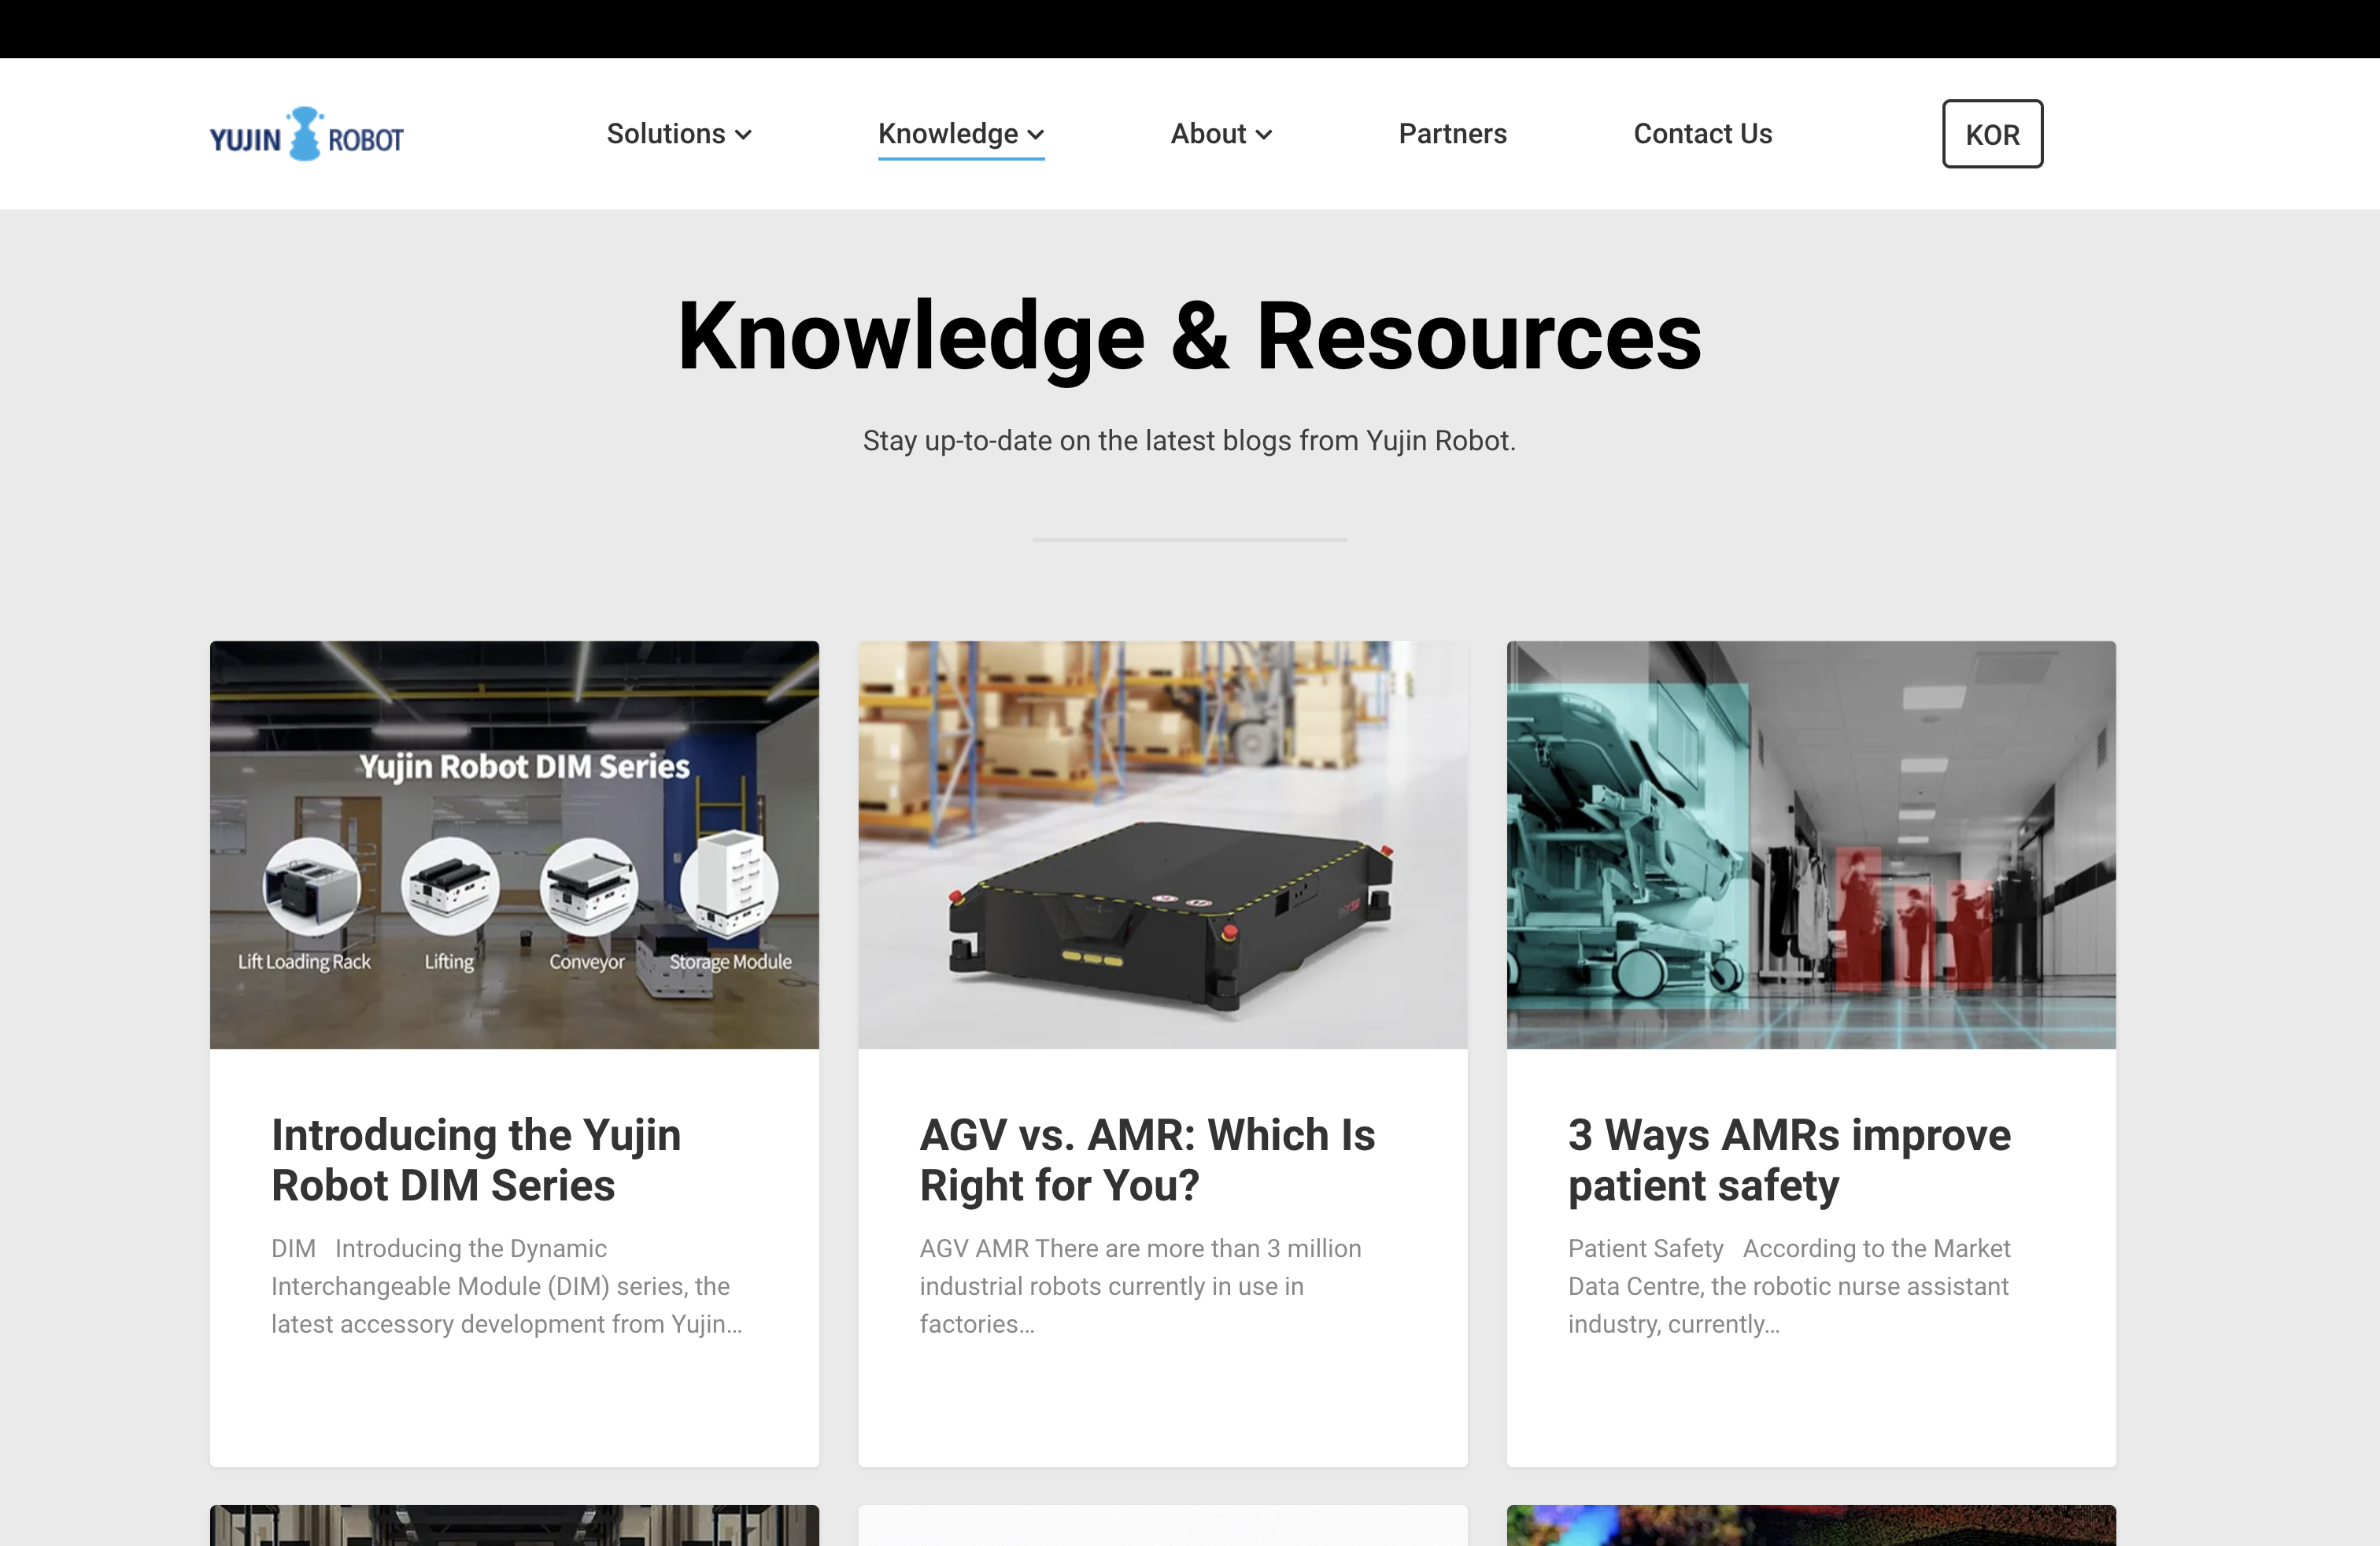 YUJIN ROBOT
Solutions
Knowledge
About
Partners
Contact Us
KOR
Knowledge & Resources
Stay up-to-date on the latest blogs from Yujin Robot.
Yujin Robot DIM Series
Lift Loading Rack
Lifting
Conveyor
Storage Module
Introducing the Yujin
Robot DIM Series
DIM Introducing the Dynamic
Interchangeable Module (DIM) series, the
latest accessory development from Yujin...
AGV vs. AMR: Which Is
Right for You?
AGV AMR There are more than 3 million
industrial robots currently in use in
factories...
3 Ways AMRs improve
patient safety
Patient Safety According to the Market
Data Centre, the robotic nurse assistant
industry, currently...